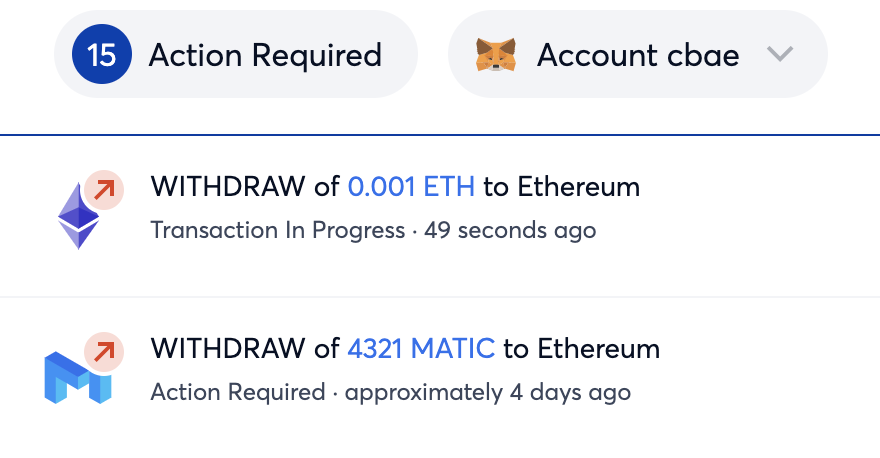 15 Action Required
Account cbae
WITHDRAW of 0.001 ETH to Ethereum
Transaction In Progress · 49 seconds ago
WITHDRAW of 4321 MATIC to Ethereum
Action Required · approximately 4 days ago